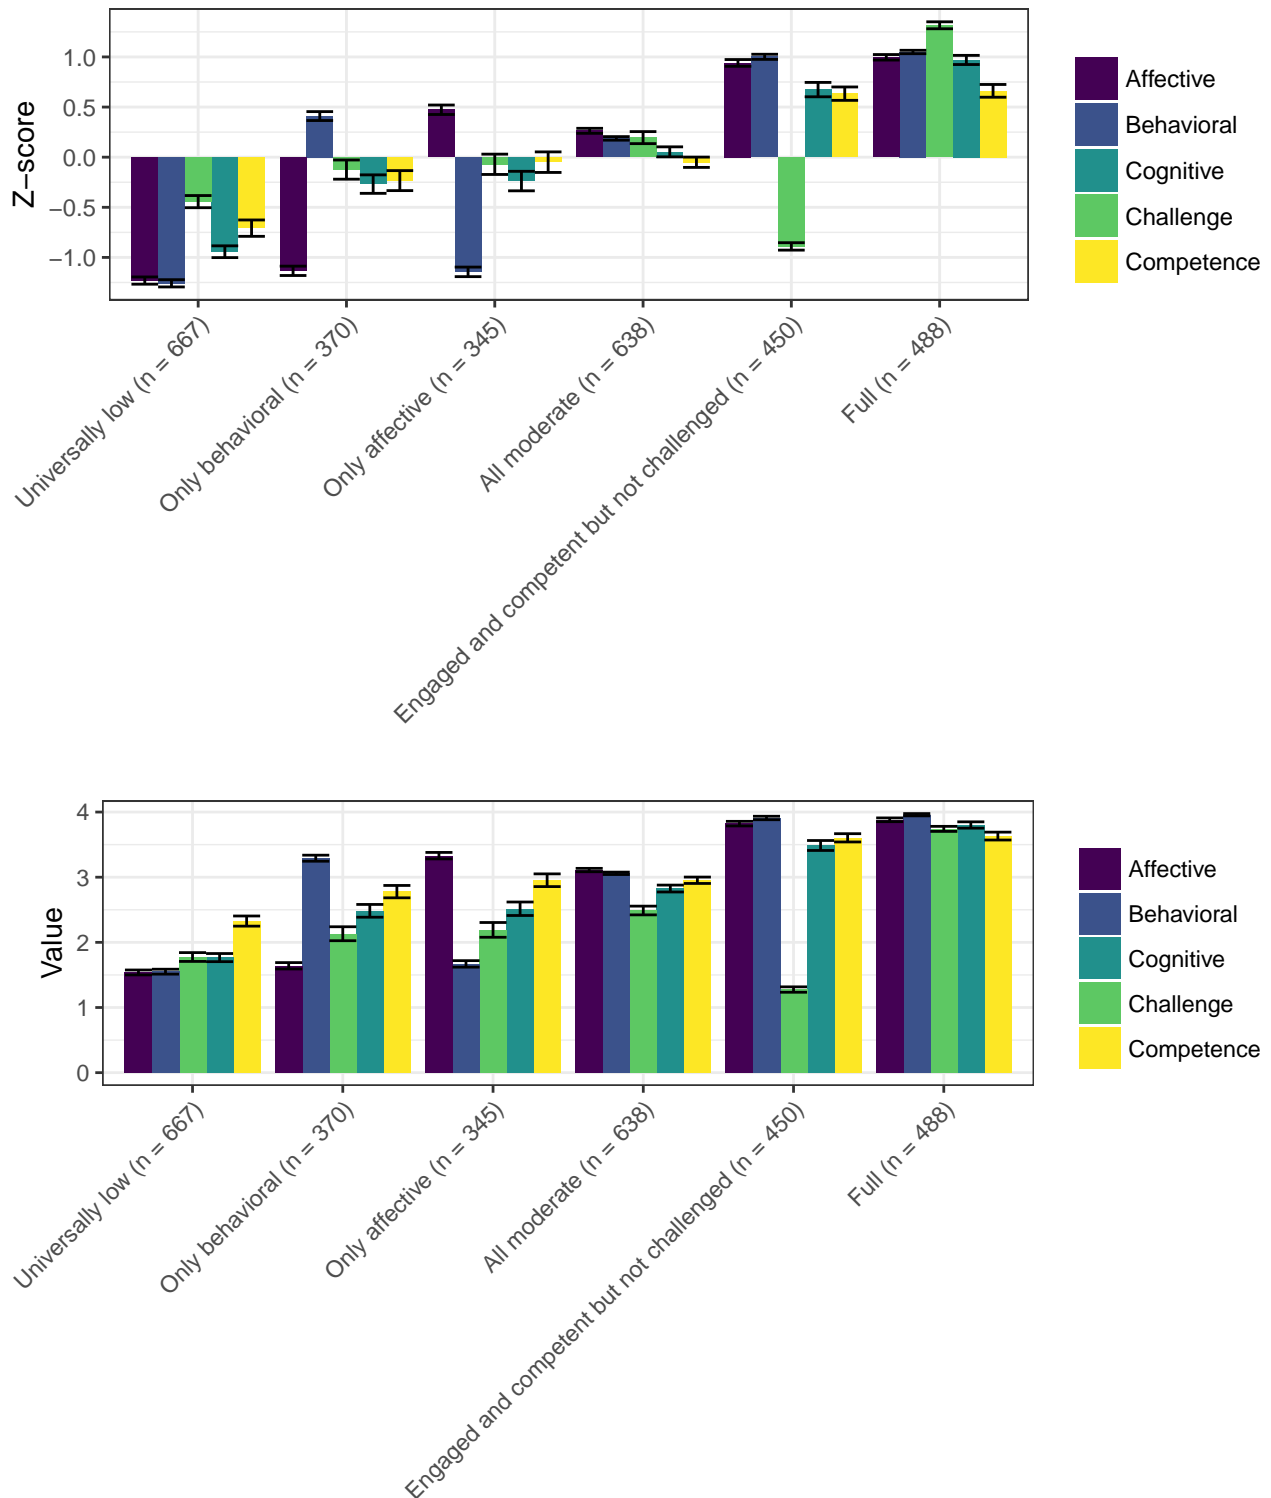 Z−score
1.0
0.5
0.0
−0.5
−1.0
Universally low (n = 667)
Only behavioral (n = 370)
Only affective (n = 345)
All moderate (n = 638)
Engaged and competent but not challenged (n = 450)
Full (n = 488)
Affective
Behavioral
Cognitive
Challenge
Competence
Value
4
3
2
1
0
Universally low (n = 667)
Only behavioral (n = 370)
Only affective (n = 345)
All moderate (n = 638)
Engaged and competent but not challenged (n = 450)
Full (n = 488)
Affective
Behavioral
Cognitive
Challenge
Competence